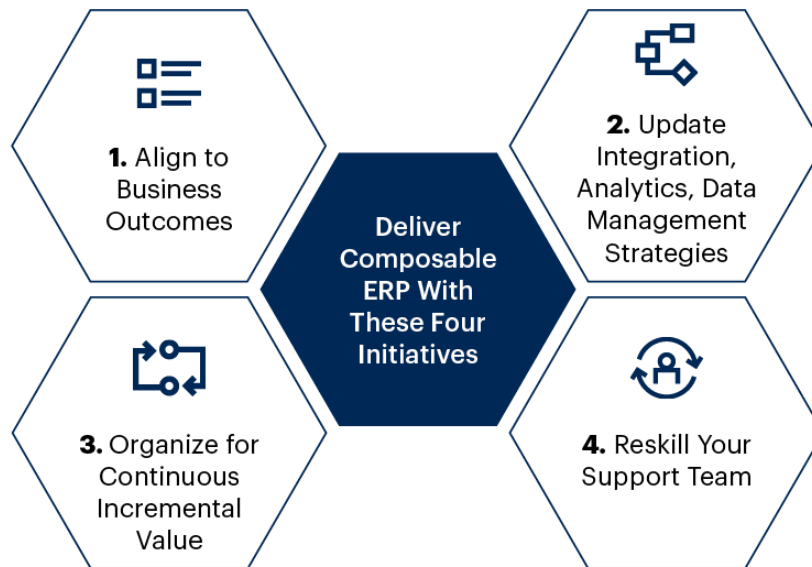 1. Align to
Business
Outcomes
2. Update
Integration,
Analytics, Data
Management
Strategies
Deliver
Composable
ERP With
These Four
Initiatives
3. Organize for
Continuous
Incremental
Value
4. Reskill Your
Support Team